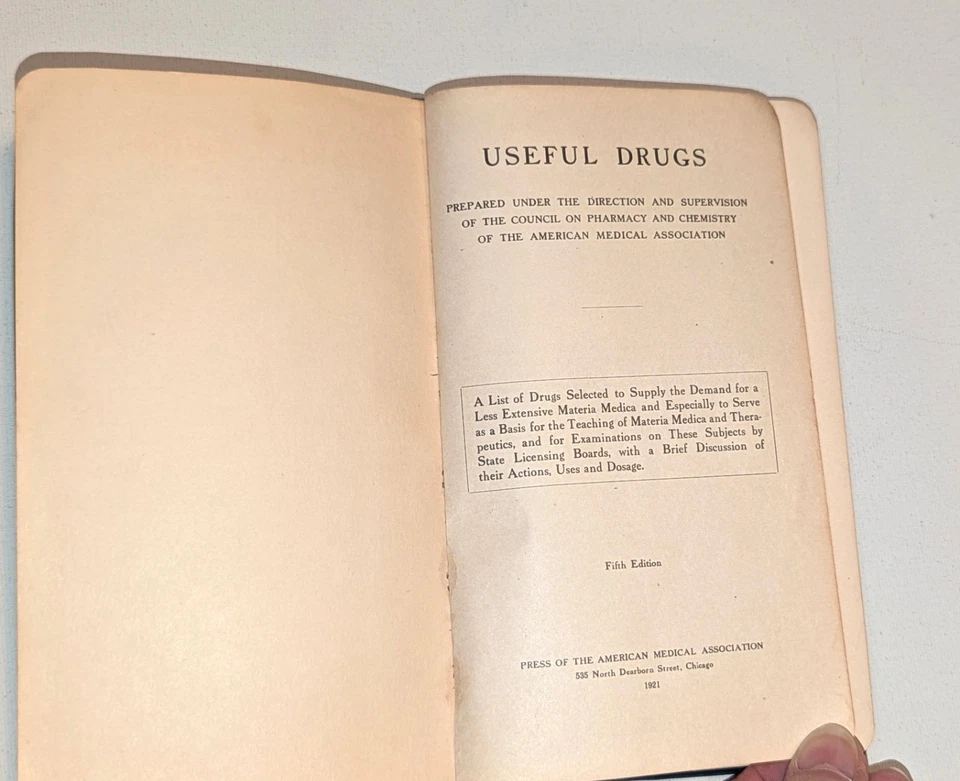 USEFUL DRUGS
PREPARED UNDER THE DIRECTION AND SUPERVISION
OF THE COUNCIL ON PHARMACY AND CHEMISTRY
OF THE AMERICAN MEDICAL ASSOCIATION
A List of Drugs Selected to Supply the Demand for a
Less Extensive Materia Medica and Especially to Serve
as a Basis for the Teaching of Materia Medica and Thera-
peutics, and for Examinations on These Subjects by
State Licensing Boards, with a Brief Discussion of
their Actions, Uses and Dosage.
Fifth Edition
PRESS OF THE AMERICAN MEDICAL ASSOCIATION
535 North Dearborn Street, Chicago
1921